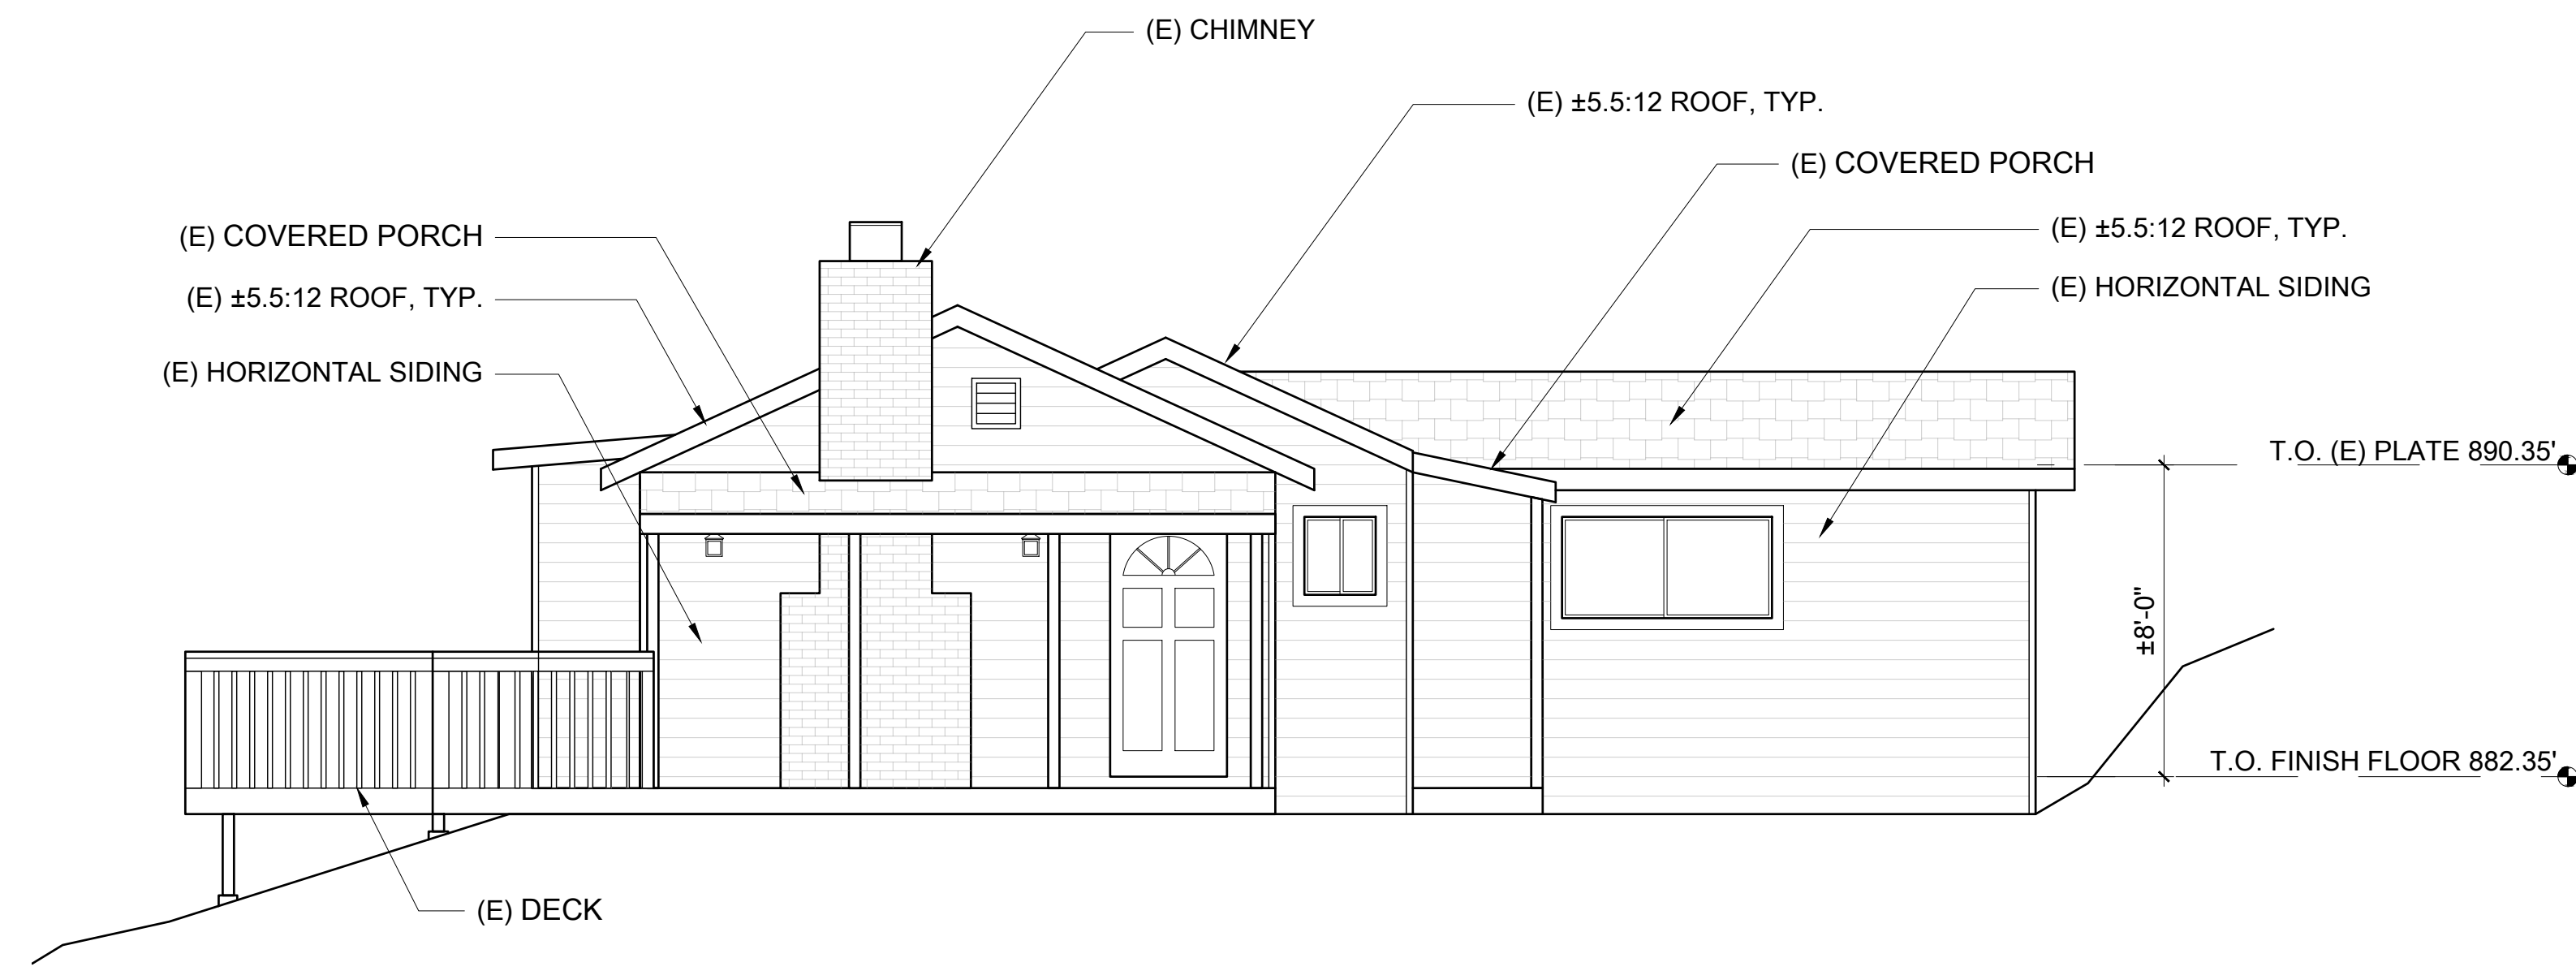 (E) CHIMNEY
(E) ±5.5:12 ROOF, TYP.
(E) COVERED PORCH
(E) ±5.5:12 ROOF, TYP.
(E) HORIZONTAL SIDING
(E) COVERED PORCH
(E) ±5.5:12 ROOF, TYP.
(E) HORIZONTAL SIDING
T.O. (E) PLATE 890.35'
±8'-0"
T.O. FINISH FLOOR 882.35'
(E) DECK